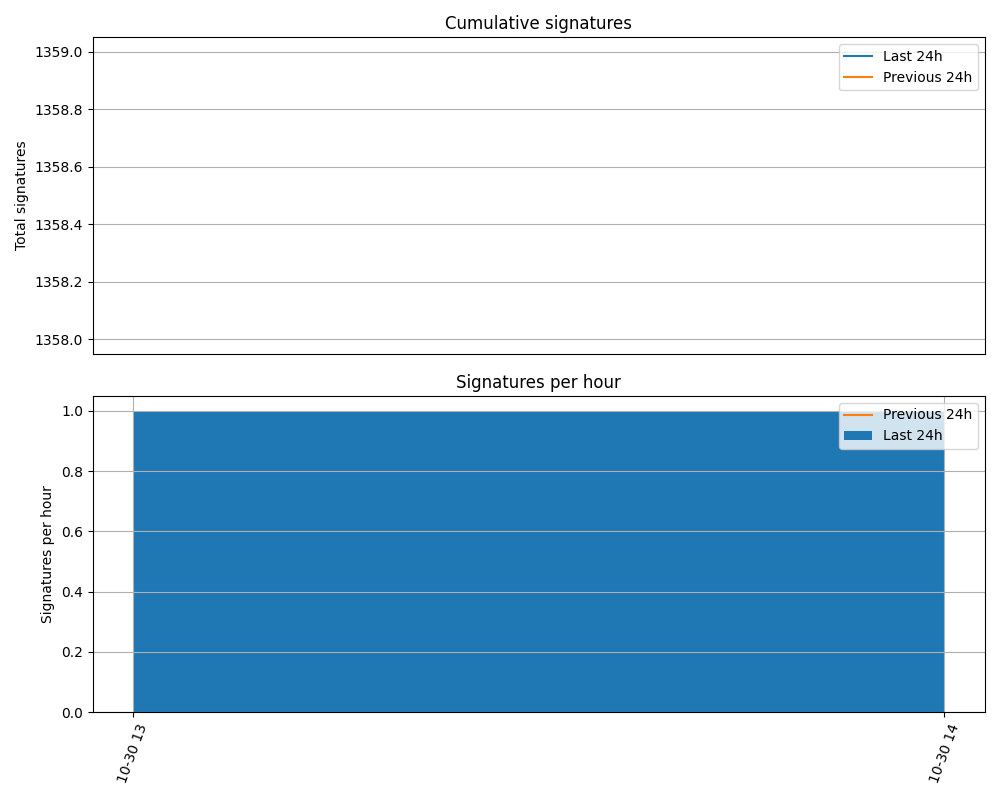 Cumulative signatures
1359.0
1358.8
1358.6
1358.4
1358.2
1358.0
Total signatures
Last 24h
Previous 24h
Signatures per hour
1.0
0.8
0.6
0.4
0.2
0.0
Signatures per hour
Previous 24h
Last 24h
10-30 13
10-30 14